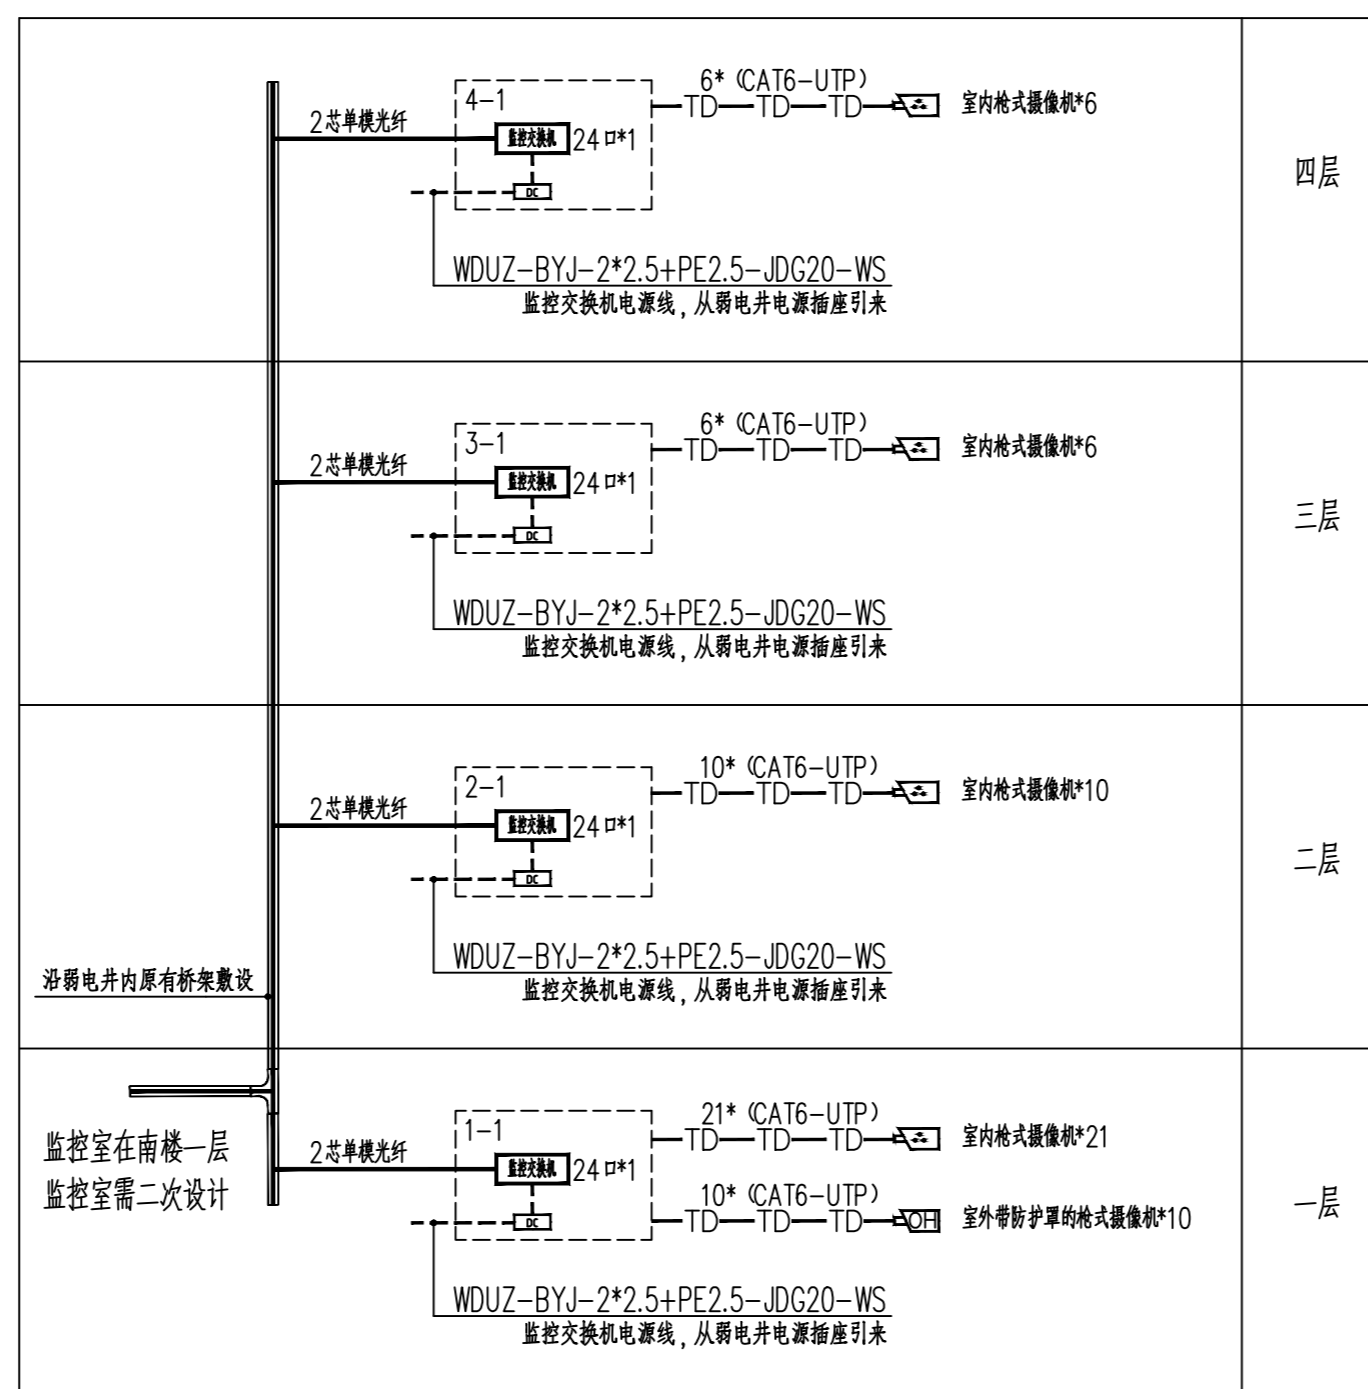 6* (CAT6-UTP)
4-1
TD TD TD
室内枪式摄像机*6
2芯单模光纤
监控交换机
24口*1
DC
四层
WDUZ-BYJ-2*2.5+PE2.5-JDG20-WS
监控交换机电源线，从弱电井电源插座引来
6* (CAT6-UTP)
3-1
TD TD TD
室内枪式摄像机*6
2芯单模光纤
监控交换机
24口*1
DC
三层
WDUZ-BYJ-2*2.5+PE2.5-JDG20-WS
监控交换机电源线，从弱电井电源插座引来
10* (CAT6-UTP)
2-1
TD TD TD
室内枪式摄像机*10
2芯单模光纤
监控交换机
24口*1
DC
二层
WDUZ-BYJ-2*2.5+PE2.5-JDG20-WS
监控交换机电源线，从弱电井电源插座引来
沿弱电井内原有桥架敷设
21* (CAT6-UTP)
1-1
TD TD TD
室内枪式摄像机*21
监控室在南楼一层
监控室需二次设计
2芯单模光纤
监控交换机
24口*1
10* (CAT6-UTP)
TD TD TD
OH
室外带防护罩的枪式摄像机*10
DC
一层
WDUZ-BYJ-2*2.5+PE2.5-JDG20-WS
监控交换机电源线，从弱电井电源插座引来